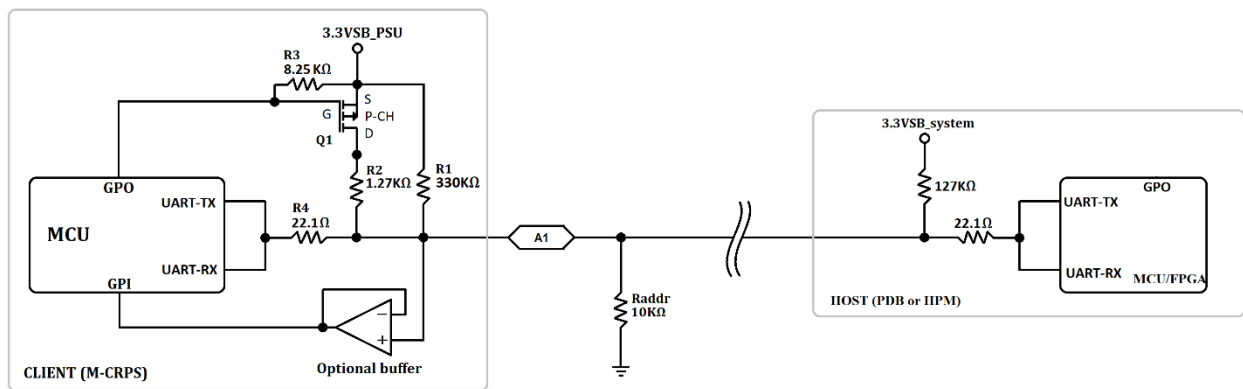 3.3VSB_PSU
R3
8.25KΩ
S
G
P-CH
Q1
D
R2
1.27KΩ
R1
330KΩ
GPO
UART-TX
R4
22.1Ω
MCU
UART-RX
GPI
Optional buffer
CLIENT (M-CRPS)
A1
Raddr
10KΩ
3.3VSB_system
127KΩ
GPO
UART-TX
22.1Ω
UART-RX
MCU/FPGA
HOST (PDB or HPM)
−
+